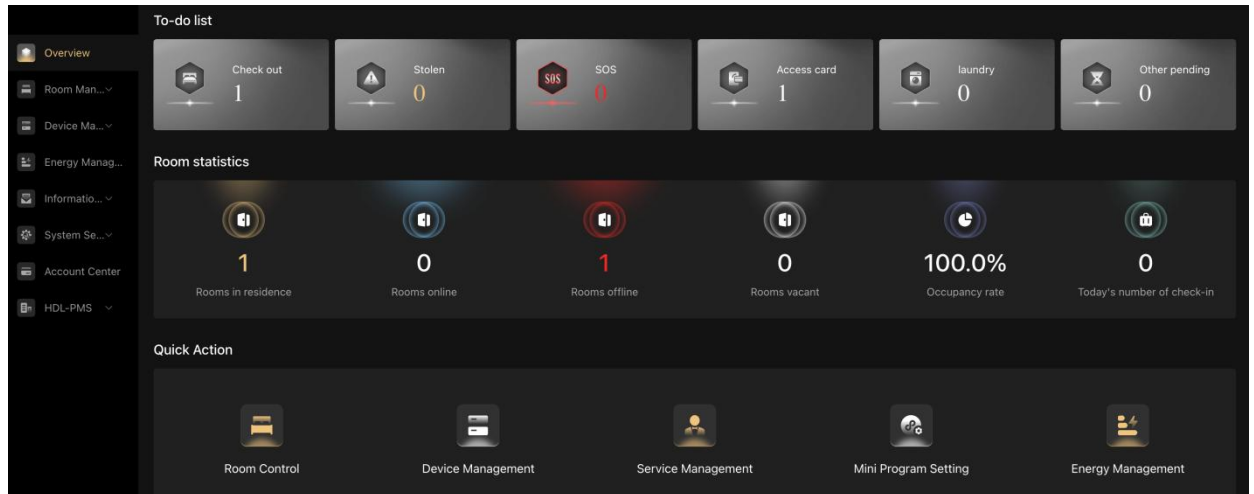 To-do list
Overview
Room Man...
Device Ma...
Energy Manag...
Informatio...
System Se...
Account Center
HDL-PMS
Check out
1
Stolen
0
SOS
SOS
0
Access card
1
laundry
0
Other pending
0
Room statistics
1
Rooms in residence
0
Rooms online
1
Rooms offline
0
Rooms vacant
100.0%
Occupancy rate
0
Today's number of check-in
Quick Action
Room Control
Device Management
Service Management
Mini Program Setting
Energy Management